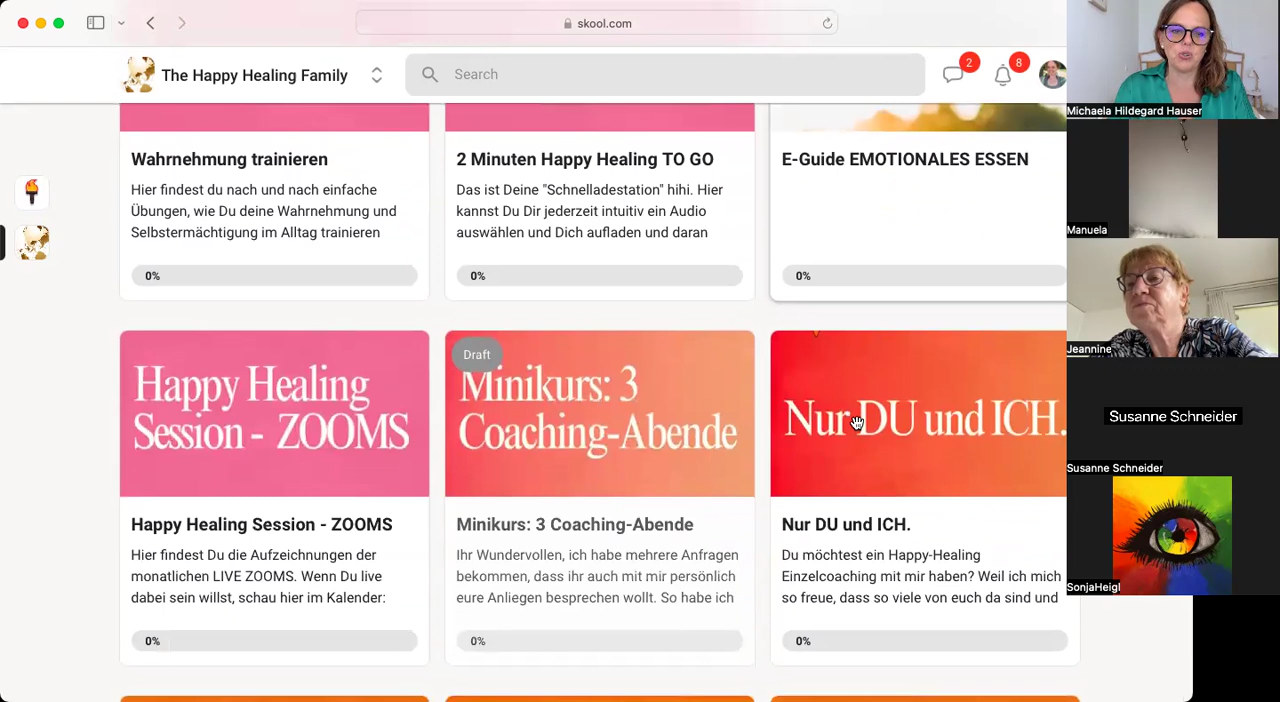 skool.com
The Happy Healing Family
Search
2
8
Michaela Hildegard Hauser
Wahrnehmung trainieren
Hier findest du nach und nach einfache
Übungen, wie Du deine Wahrnehmung und
Selbstermächtigung im Alltag trainieren
0%
2 Minuten Happy Healing TO GO
Das ist Deine "Schnelladestation" hihi. Hier
kannst Du Dir jederzeit intuitiv ein Audio
auswählen und Dich aufladen und daran
0%
E-Guide EMOTIONALES ESSEN
0%
Manuela
Jeannine
Happy Healing
Session - ZOOMS
Happy Healing Session - ZOOMS
Hier findest Du die Aufzeichnungen der
monatlichen LIVE ZOOMS. Wenn Du live
dabei sein willst, schau hier im Kalender:
0%
Draft
Minikurs: 3
Coaching-Abende
Minikurs: 3 Coaching-Abende
Ihr Wundervollen, ich habe mehrere Anfragen
bekommen, dass ihr auch mit mir persönlich
eure Anliegen besprechen wollt. So habe ich
0%
Nur DU und ICH.
Nur DU und ICH.
Du möchtest ein Happy-Healing
Einzelcoaching mit mir haben? Weil ich mich
so freue, dass so viele von euch da sind und
0%
Susanne Schneider
Susanne Schneider
SonjaHeigl